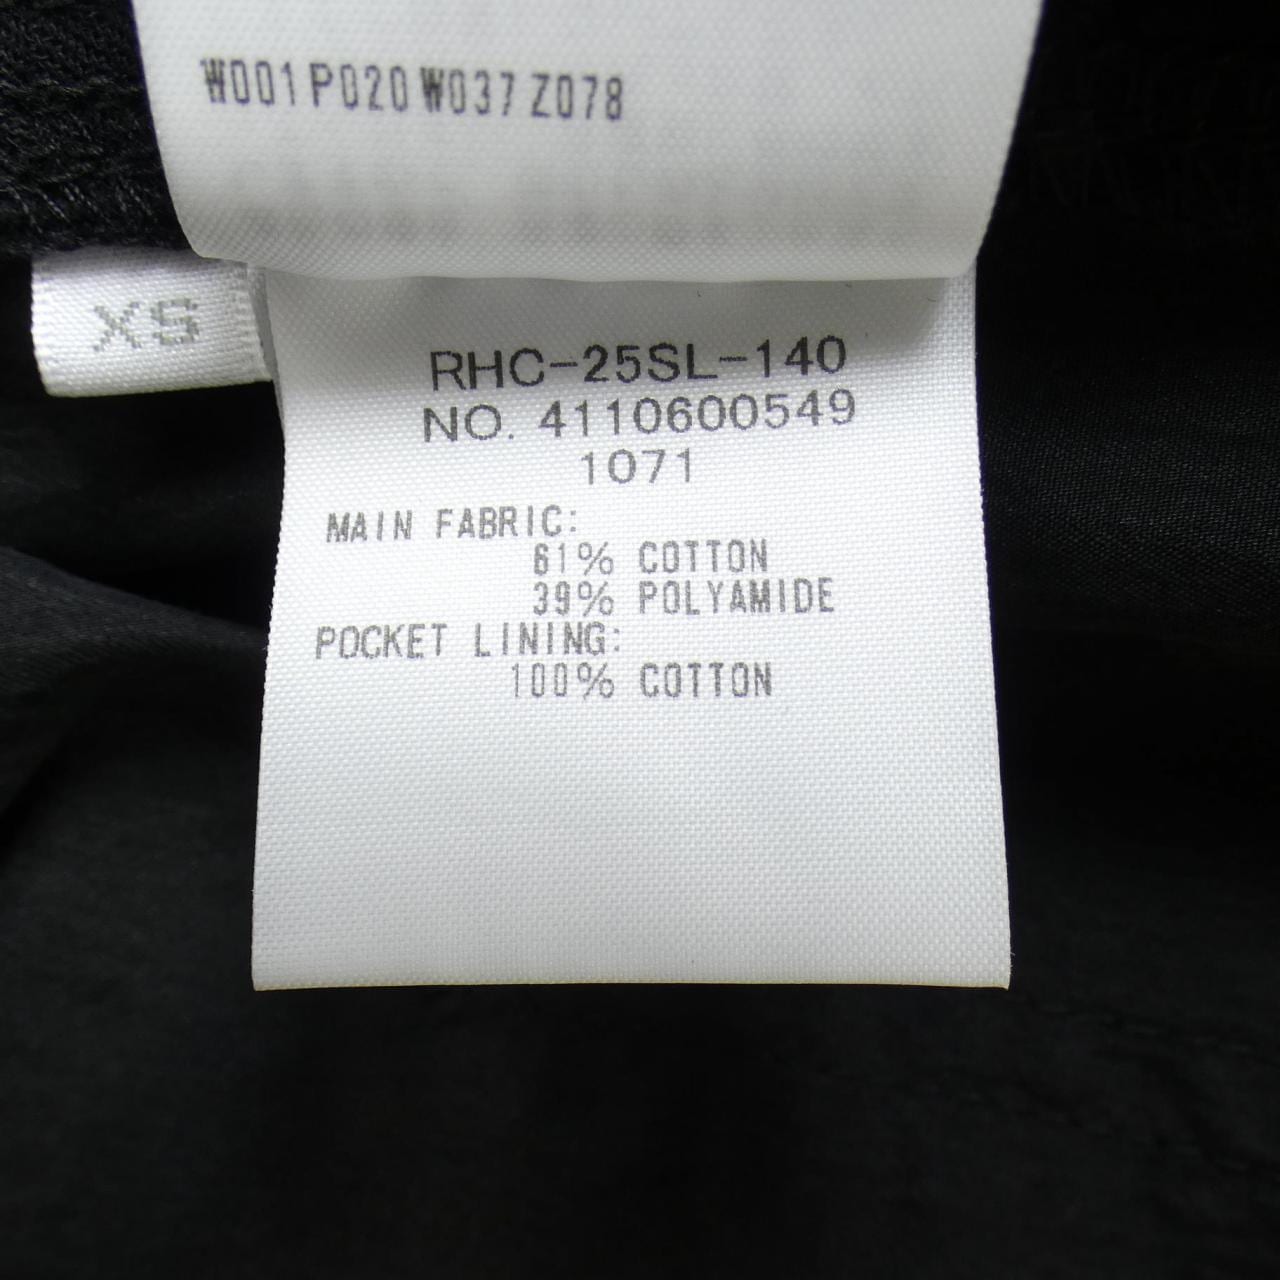 W001 P020 W037 Z078
XS
RHC-25SL-140
NO. 4110600549
1071
MAIN FABRIC:
61% COTTON
39% POLYAMIDE
POCKET LINING:
100% COTTON